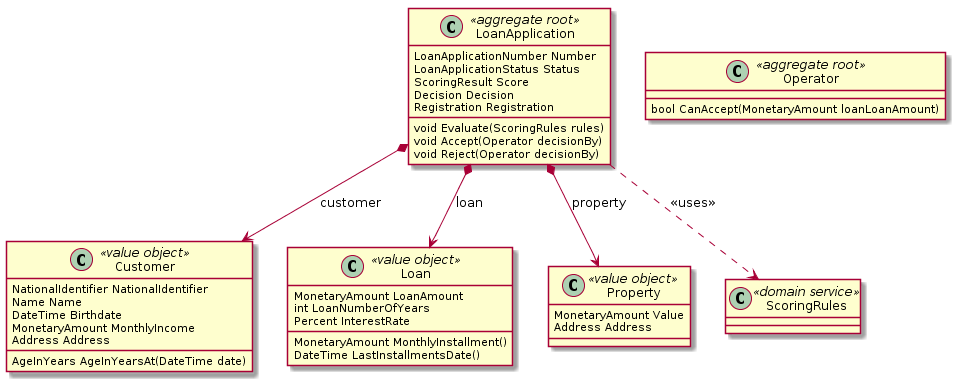 C «aggregate root»
LoanApplication
LoanApplicationNumber Number
LoanApplicationStatus Status
ScoringResult Score
Decision Decision
Registration Registration
void Evaluate(ScoringRules rules)
void Accept(Operator decisionBy)
void Reject(Operator decisionBy)
C «aggregate root»
Operator
bool CanAccept(MonetaryAmount loanLoanAmount)
customer
loan
property
«uses»
C «value object»
Customer
NationalIdentifier NationalIdentifier
Name Name
DateTime Birthdate
MonetaryAmount MonthlyIncome
Address Address
AgeInYears AgeInYearsAt(DateTime date)
C «value object»
Loan
MonetaryAmount LoanAmount
int LoanNumberOfYears
Percent InterestRate
MonetaryAmount MonthlyInstallment()
DateTime LastInstallmentsDate()
C «value object»
Property
MonetaryAmount Value
Address Address
C «domain service»
ScoringRules